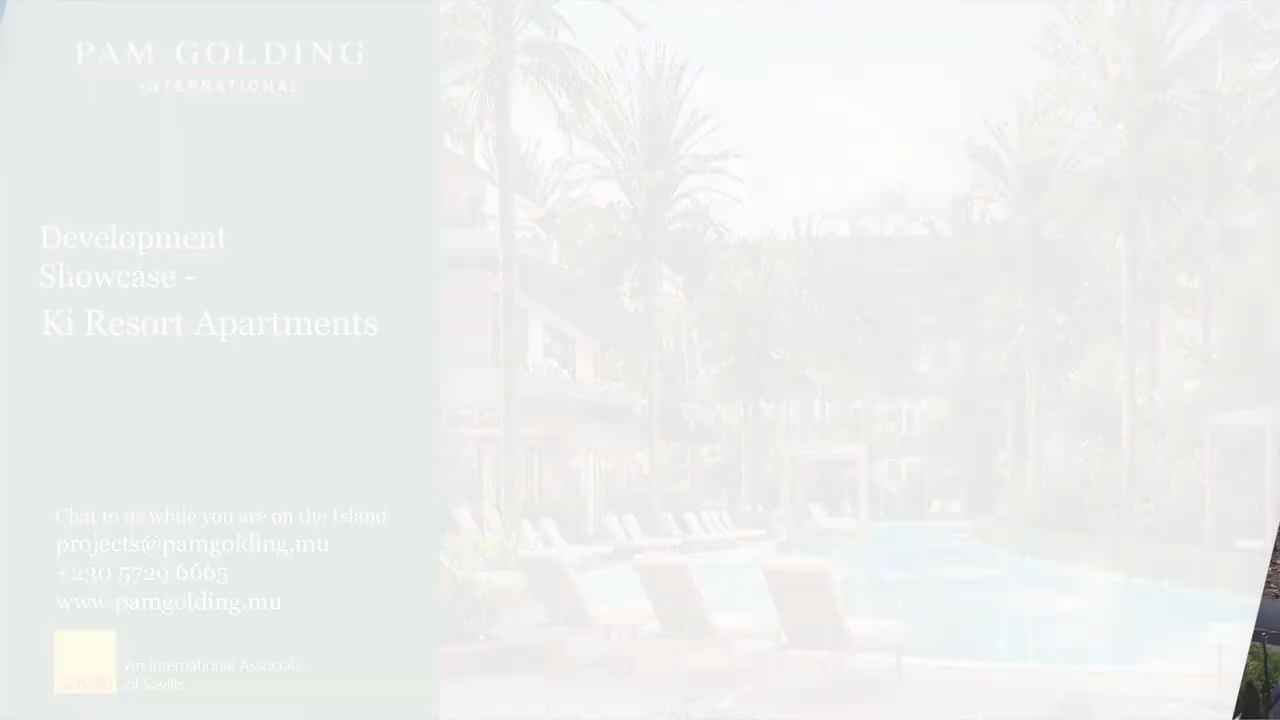 PAM GOLDING
INTERNATIONAL
Development
Showcase -
Ki Resort Apartments
Chat to us while you are on the Island
projects@pamgolding.mu
+230 5729 6665
www.pamgolding.mu
savills
An International Associate
of Savills